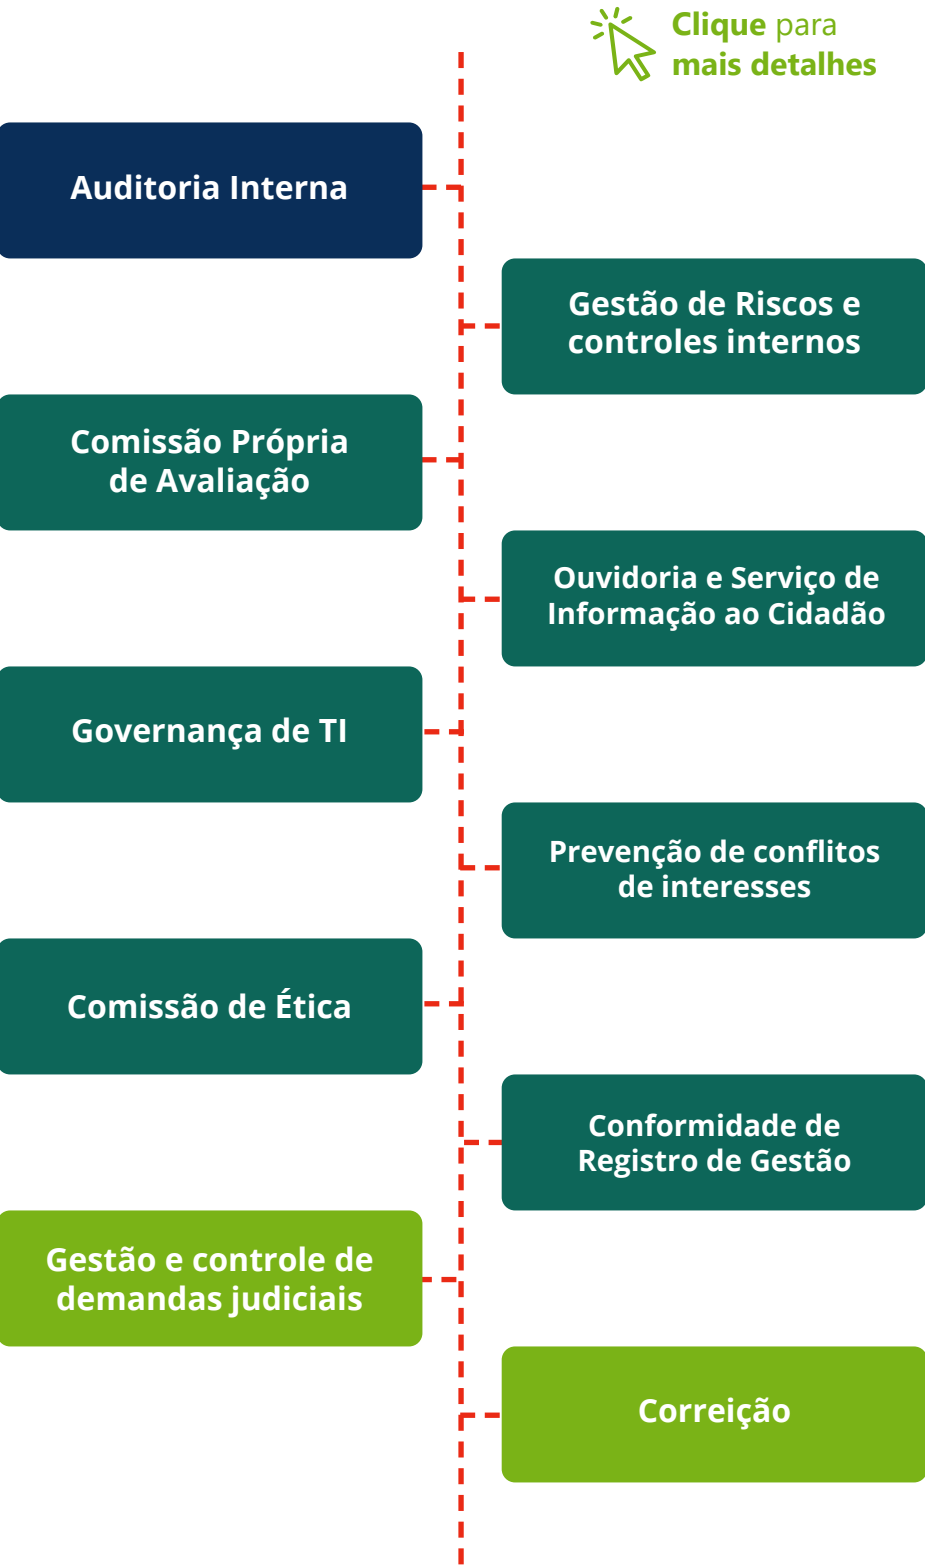 Clique para
mais detalhes
Auditoria Interna
Gestão de Riscos e
controles internos
Comissão Própria
de Avaliação
Ouvidoria e Serviço de
Informação ao Cidadão
Governança de TI
Prevenção de conflitos
de interesses
Comissão de Ética
Conformidade de
Registro de Gestão
Gestão e controle de
demandas judiciais
Correição